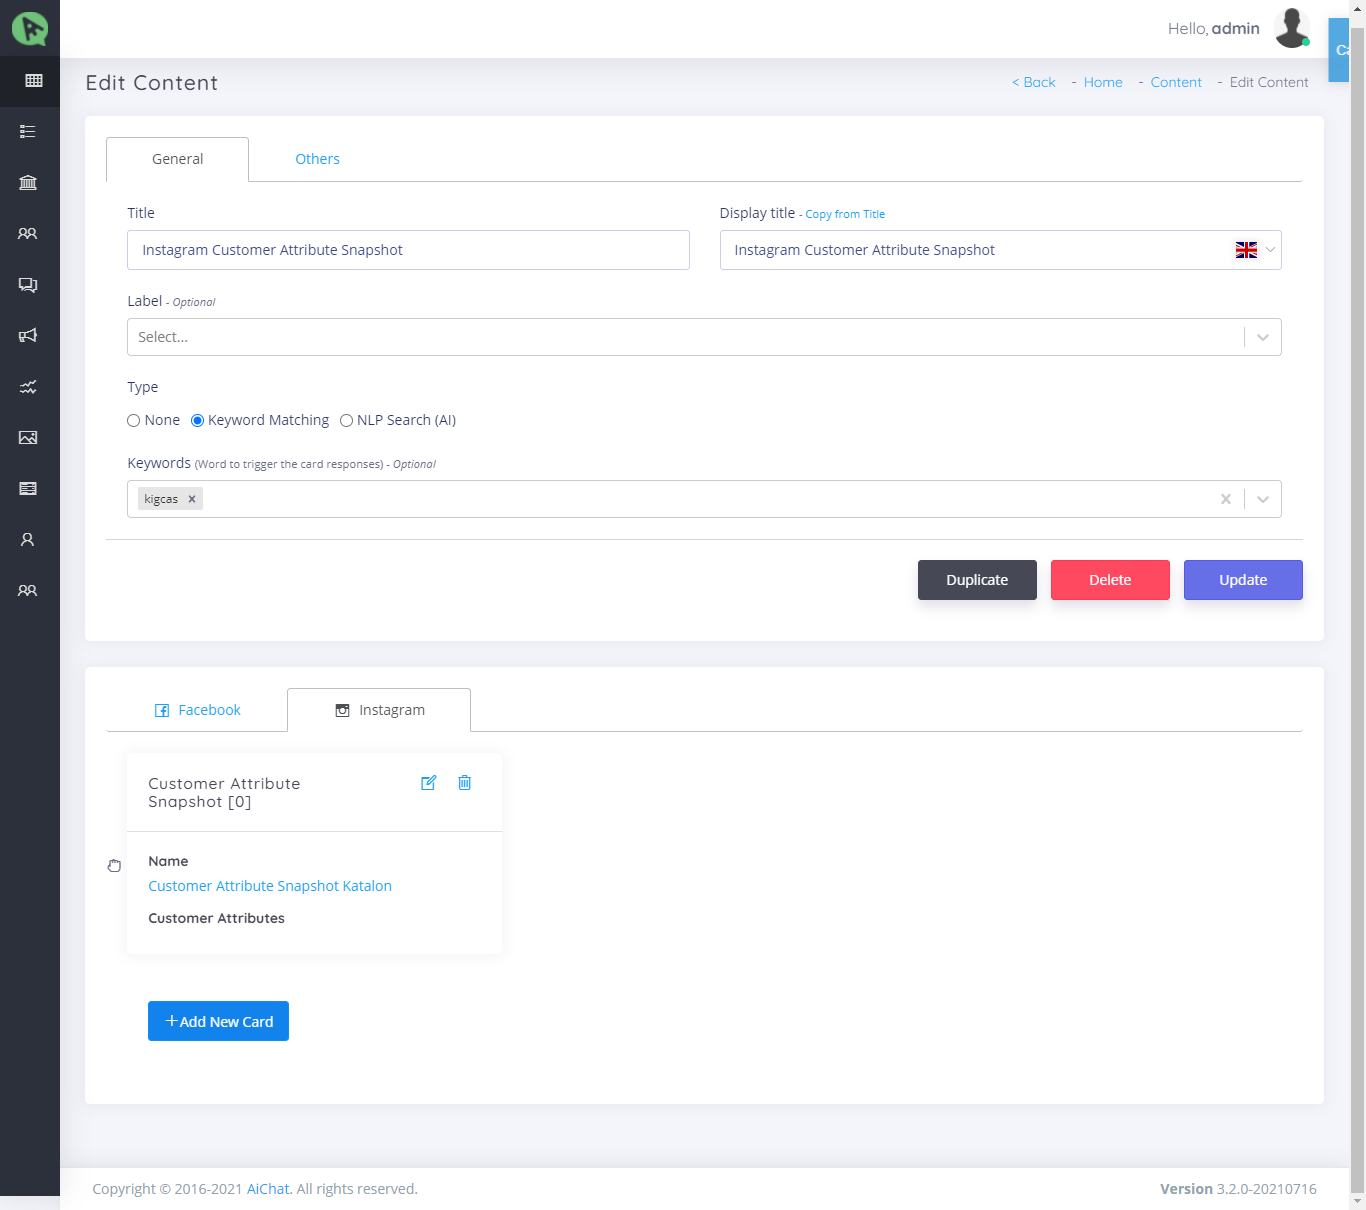 Hello, admin
Edit Content
< Back - Home - Content - Edit Content
General
Others
Title
Display title - Copy from Title
Instagram Customer Attribute Snapshot
Instagram Customer Attribute Snapshot
Label - Optional
Select...
Type
None
Keyword Matching
NLP Search (AI)
Keywords (Word to trigger the card responses) - Optional
kigcas
Duplicate
Delete
Update
Facebook
Instagram
Customer Attribute
Snapshot [0]
Name
Customer Attribute Snapshot Katalon
Customer Attributes
+Add New Card
Copyright © 2016-2021 AiChat. All rights reserved.
Version 3.2.0-20210716